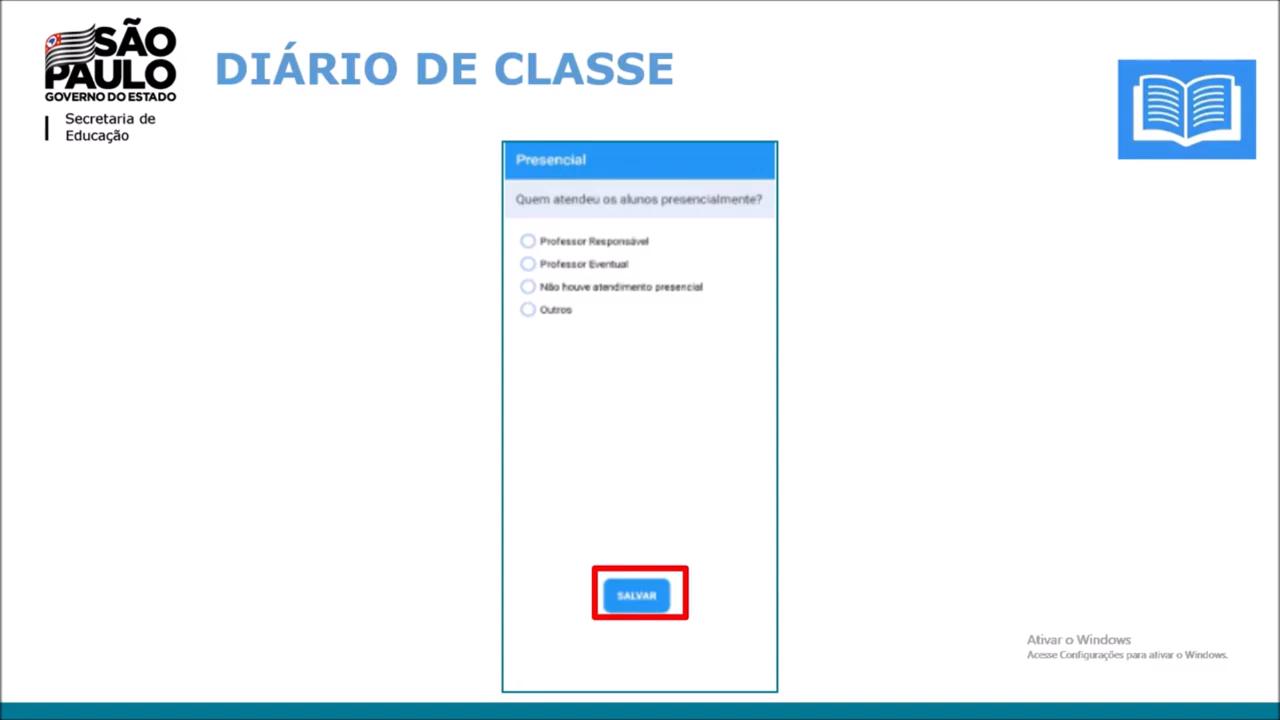 SÃO
PAULO
GOVERNO DO ESTADO
Secretaria de
Educação
DIÁRIO DE CLASSE
Presencial
Quem atendeu os alunos presencialmente?
Professor Responsável
Professor Eventual
Não houve atendimento presencial
Outros
SALVAR
Ativar o Windows
Acesse Configurações para ativar o Windows.